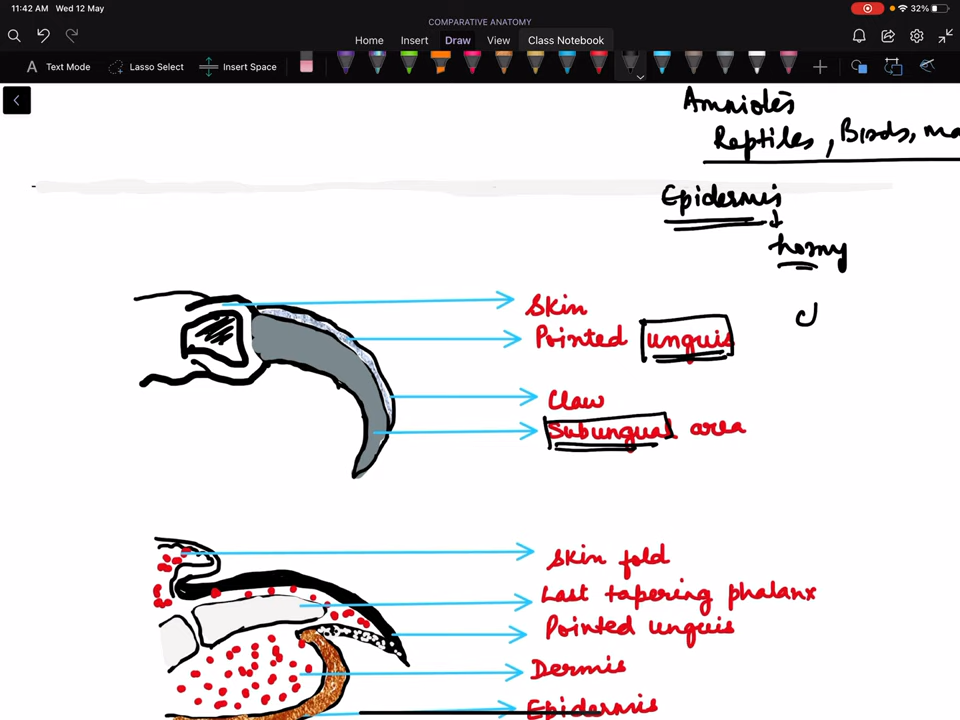 11:42 AM Wed 12 May
32%
COMPARATIVE ANATOMY
Home Insert Draw View Class Notebook
Text Mode Lasso Select Insert Space
Amniotes
Reptiles, Birds, ma
Epidermis
horny
Skin
Pointed unguis
Claw
Subungual area
Skin fold
Last tapering phalanx
Pointed unguis
Dermis
Epidermis